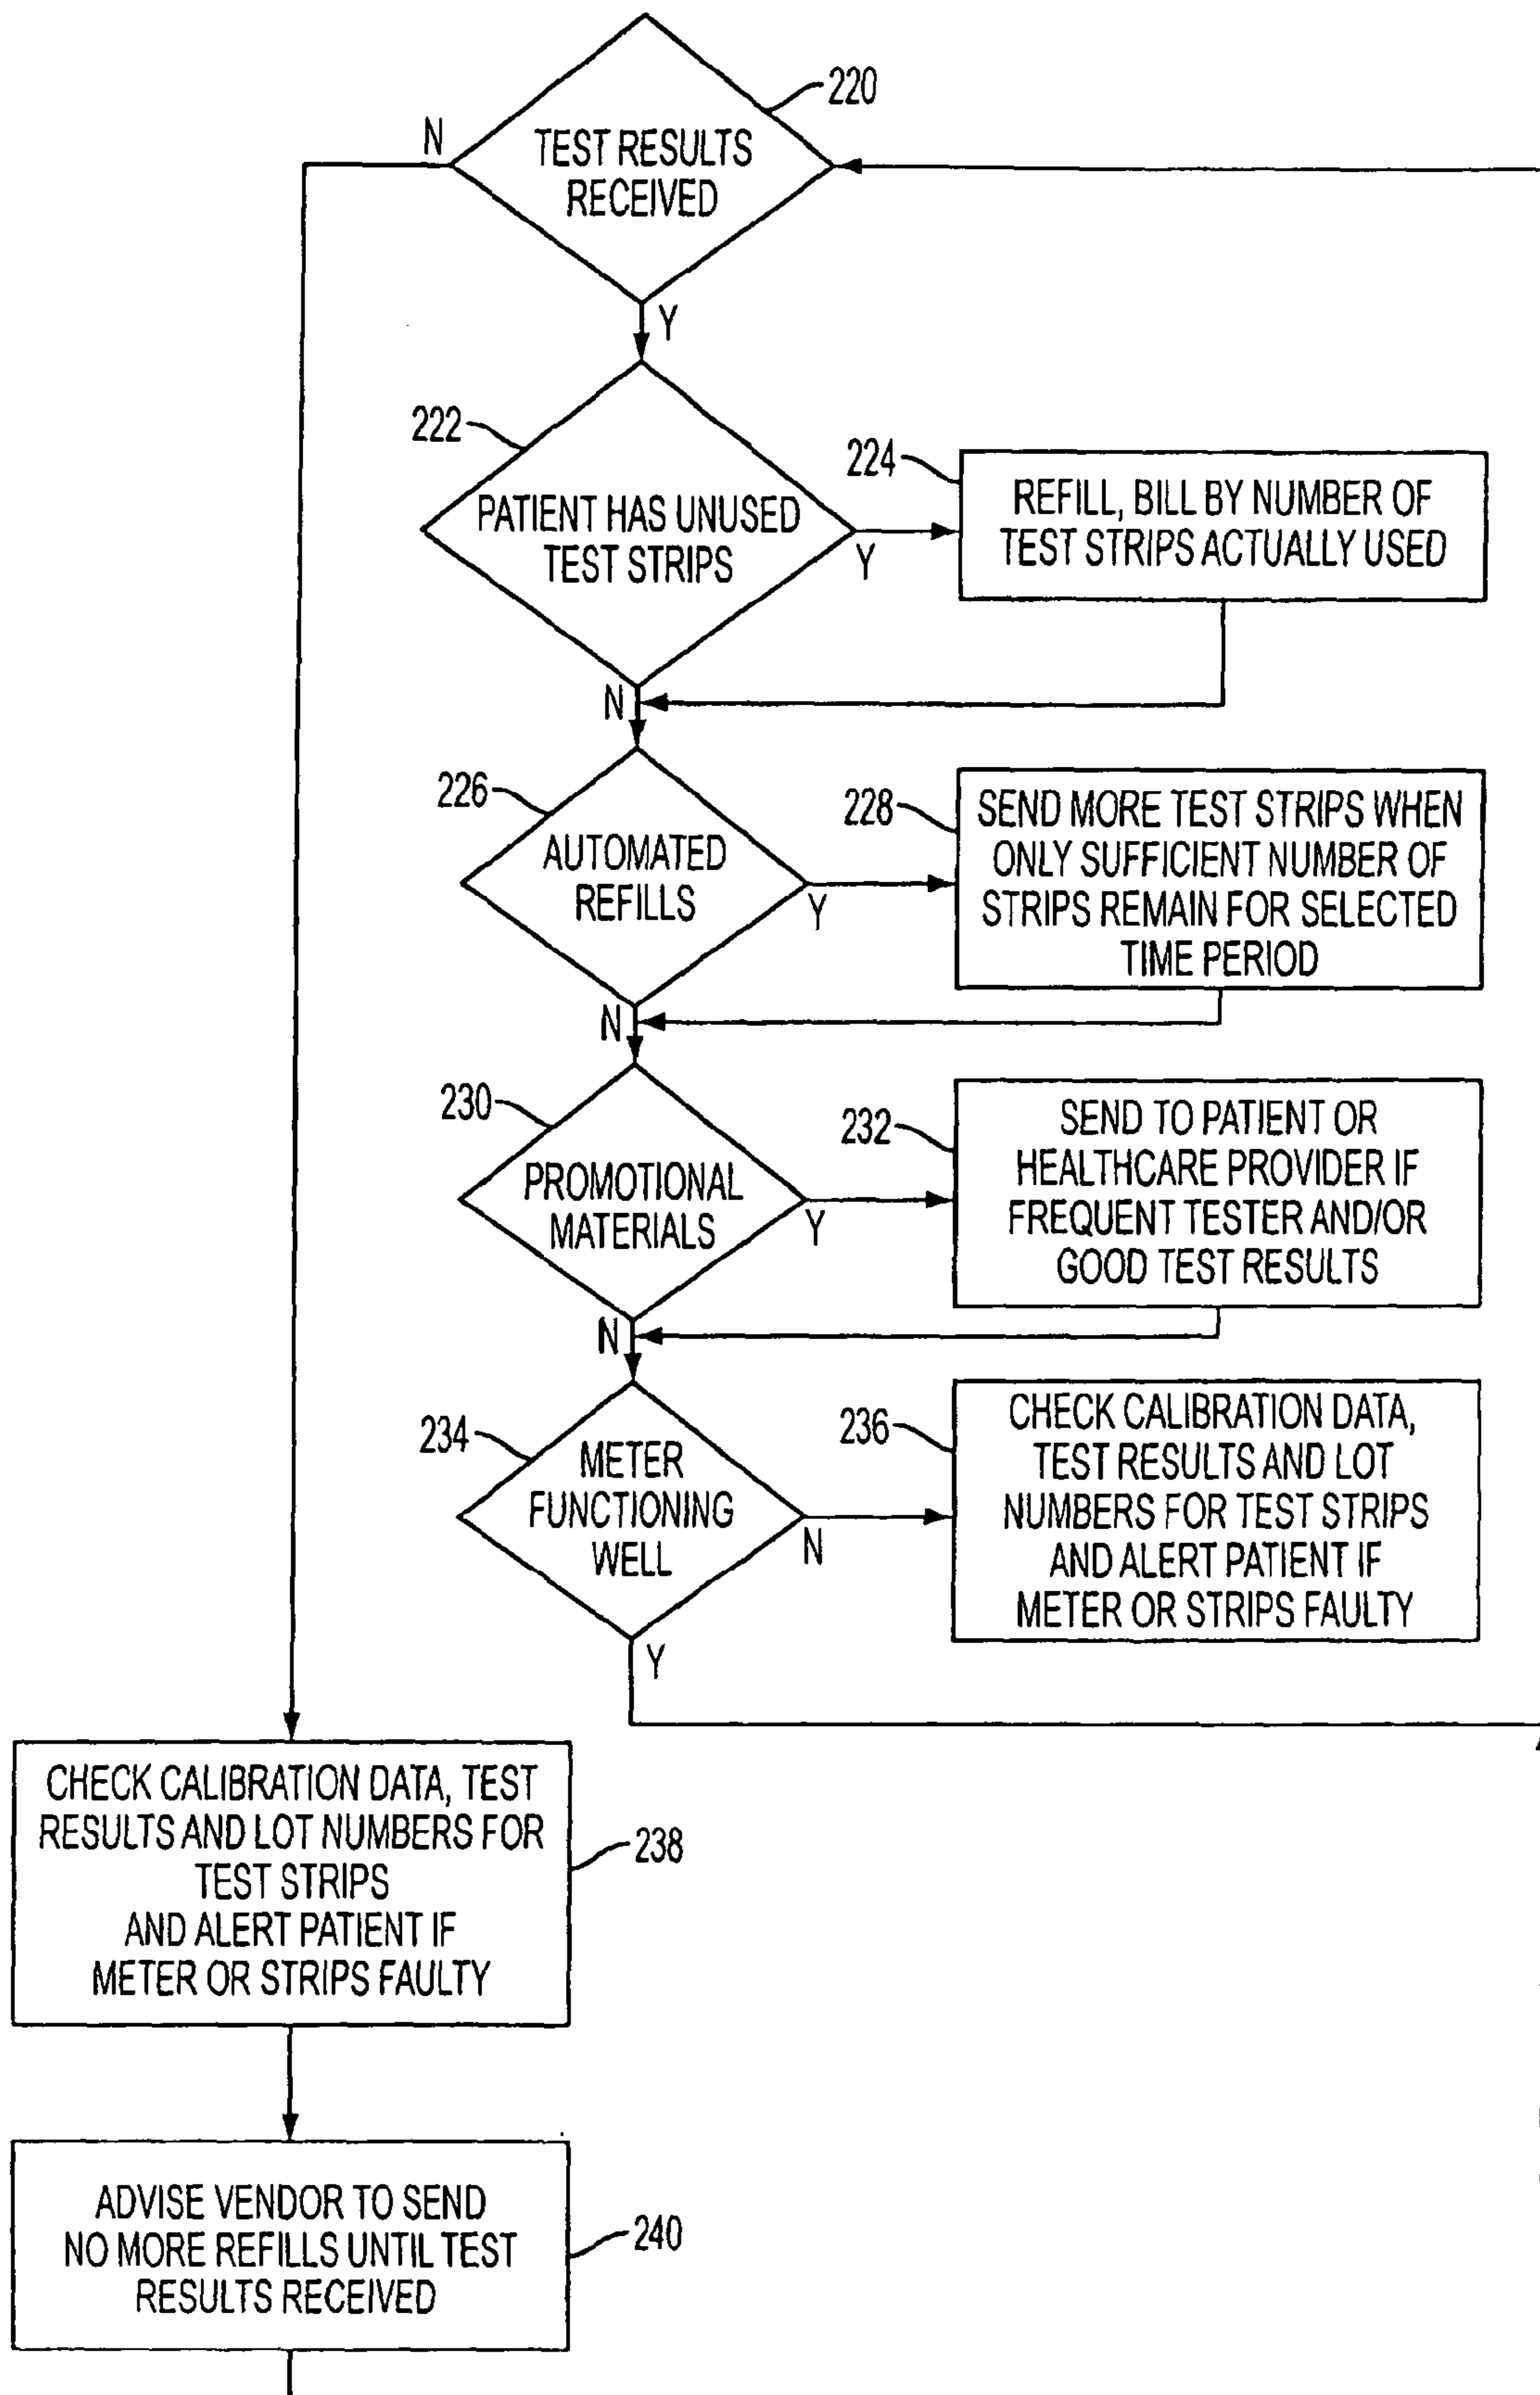 220
N
TEST RESULTS
RECEIVED
Y
222
PATIENT HAS UNUSED
TEST STRIPS
Y
224
REFILL, BILL BY NUMBER OF
TEST STRIPS ACTUALLY USED
N
226
AUTOMATED
REFILLS
Y
228
SEND MORE TEST STRIPS WHEN
ONLY SUFFICIENT NUMBER OF
STRIPS REMAIN FOR SELECTED
TIME PERIOD
N
230
PROMOTIONAL
MATERIALS
Y
232
SEND TO PATIENT OR
HEALTHCARE PROVIDER IF
FREQUENT TESTER AND/OR
GOOD TEST RESULTS
N
234
METER
FUNCTIONING
WELL
N
236
CHECK CALIBRATION DATA,
TEST RESULTS AND LOT
NUMBERS FOR TEST STRIPS
AND ALERT PATIENT IF
METER OR STRIPS FAULTY
Y
CHECK CALIBRATION DATA, TEST
RESULTS AND LOT NUMBERS FOR
TEST STRIPS
AND ALERT PATIENT IF
METER OR STRIPS FAULTY
238
ADVISE VENDOR TO SEND
NO MORE REFILLS UNTIL TEST
RESULTS RECEIVED
240